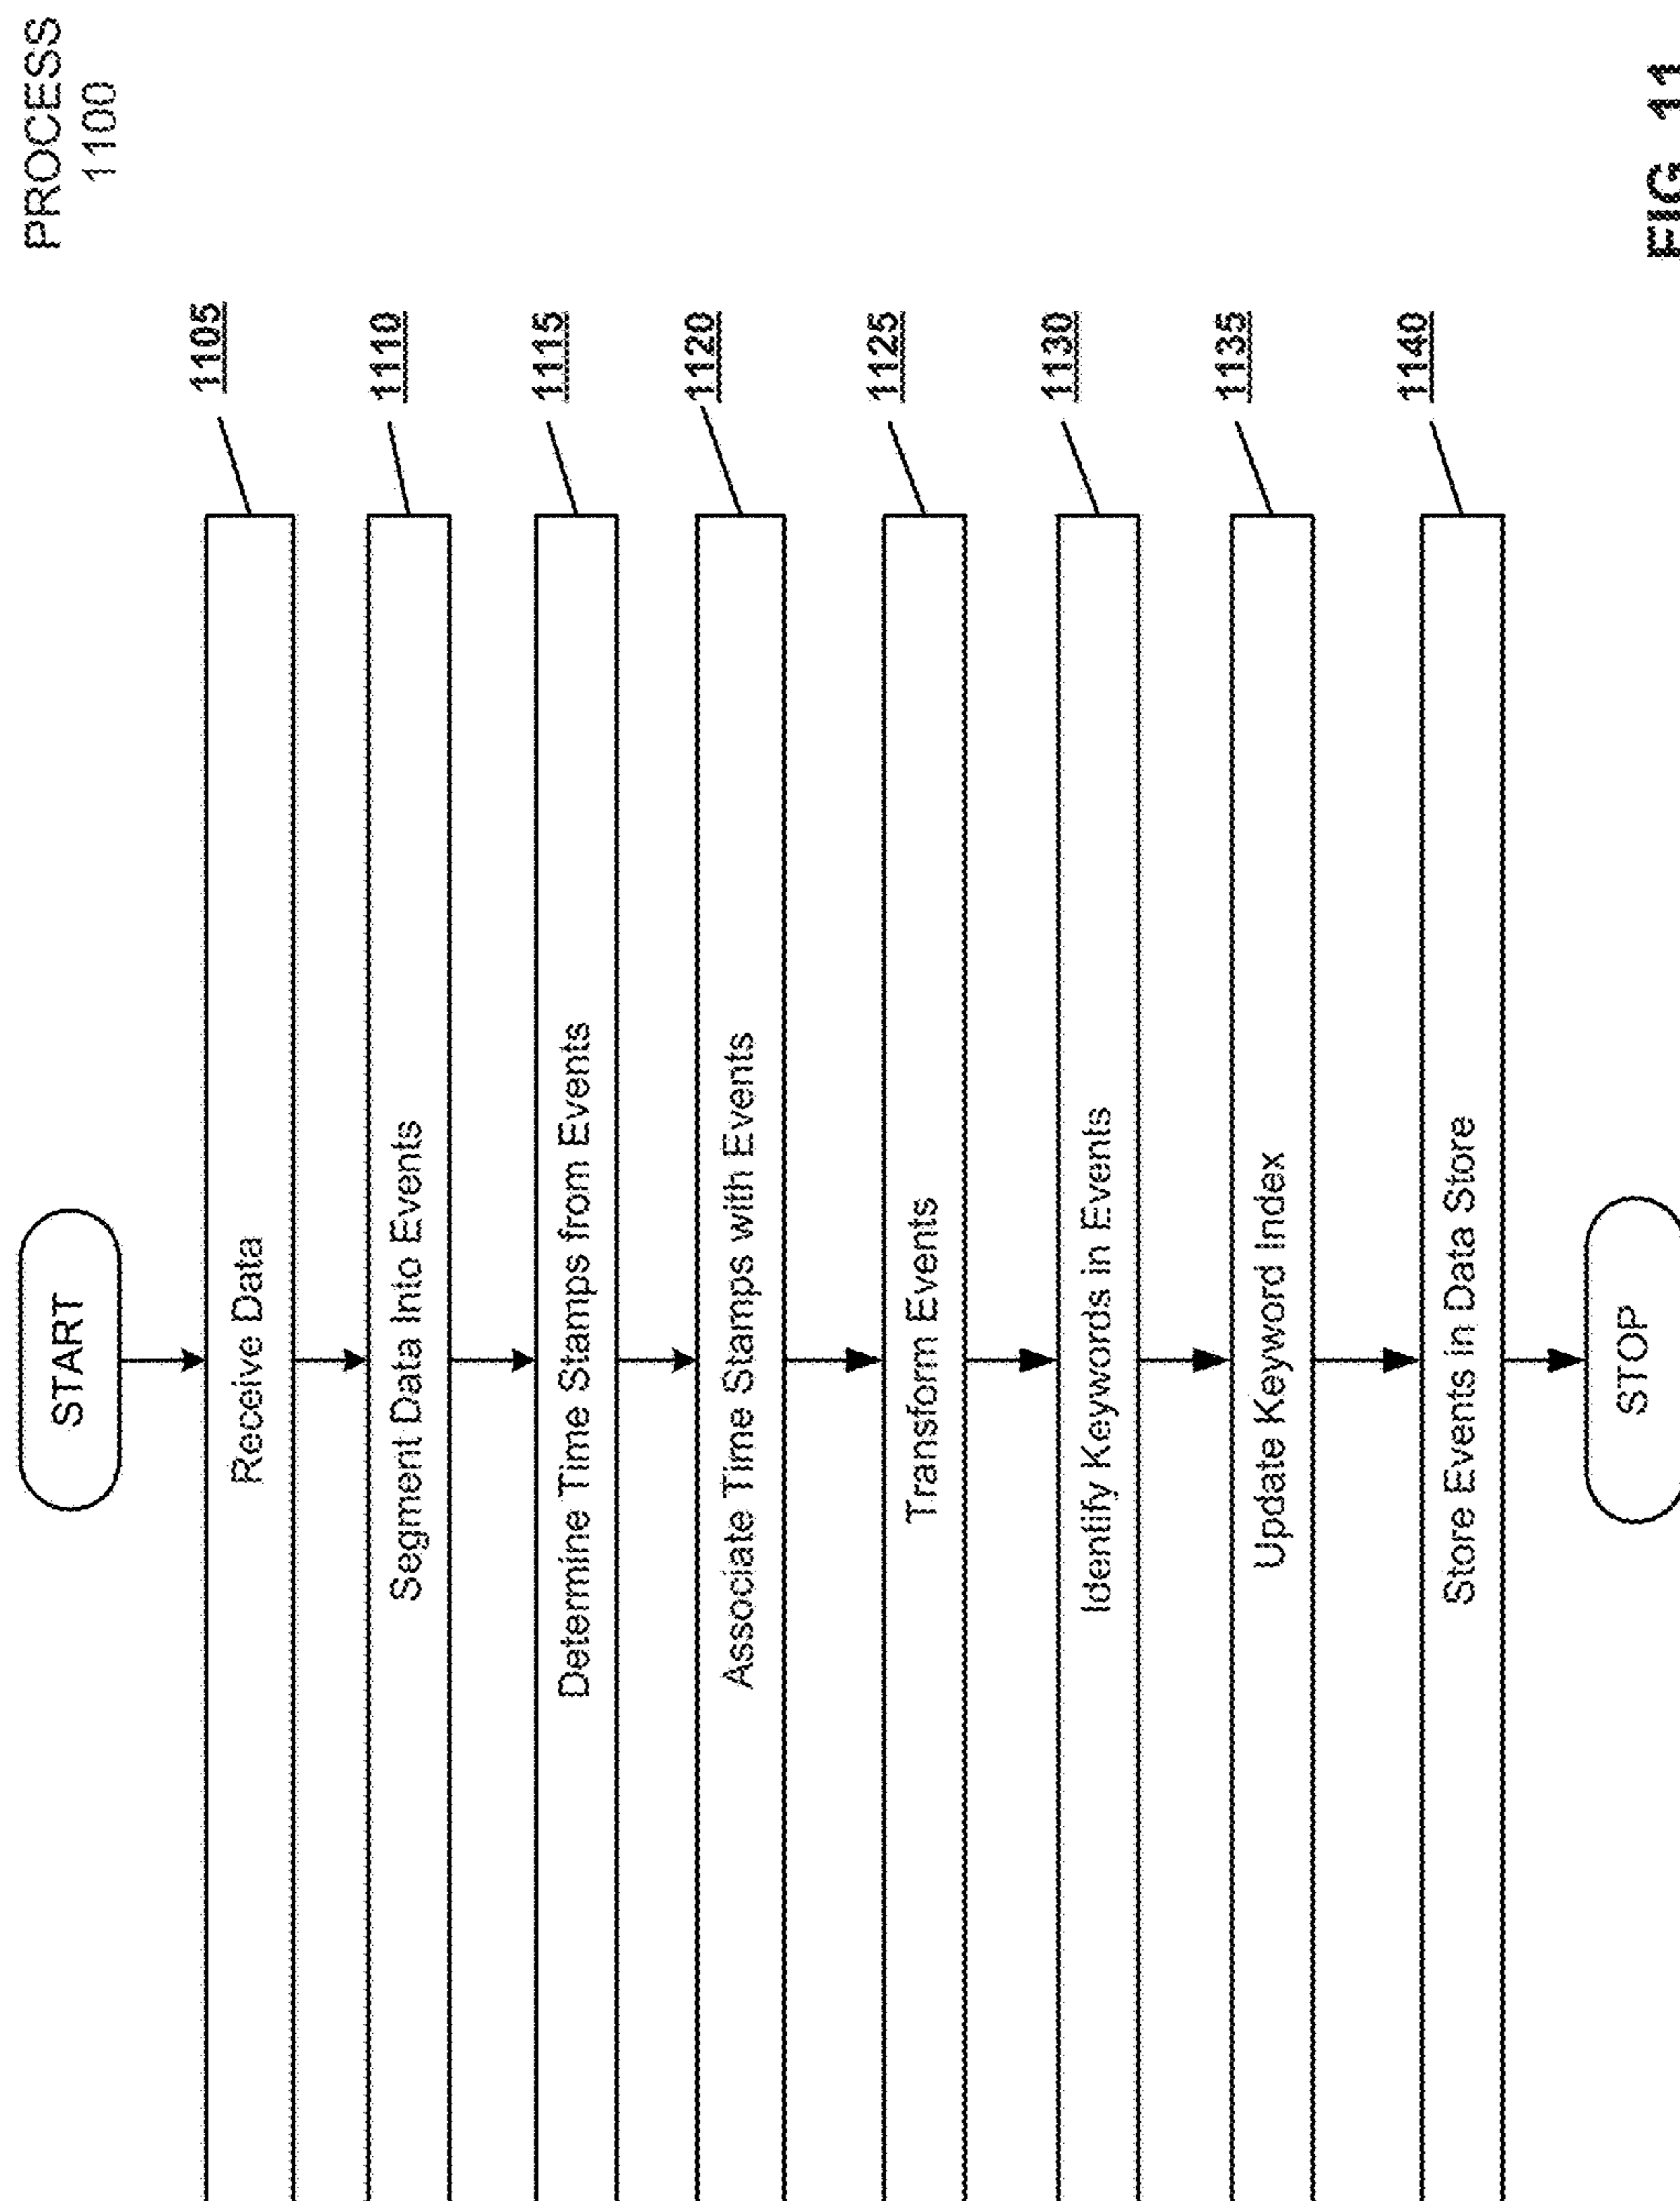 PROCESS
1100
START
Receive Data
1105
Segment Data Into Events
1110
Determine Time Stamps from Events
1115
Associate Time Stamps with Events
1120
Transform Events
1125
Identify Keywords in Events
1130
Update Keyword Index
1135
Store Events in Data Store
1140
STOP
FIG. 11